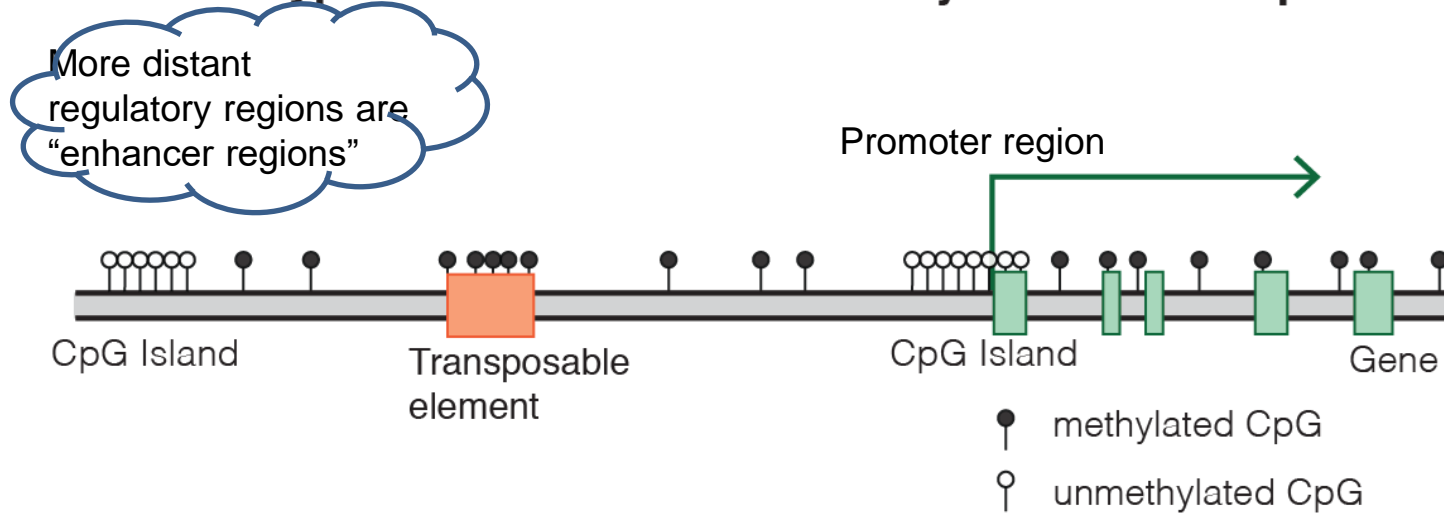 More distant
regulatory regions are
“enhancer regions”
Promoter region
CpG Island
Transposable
element
CpG Island
Gene
methylated CpG
unmethylated CpG